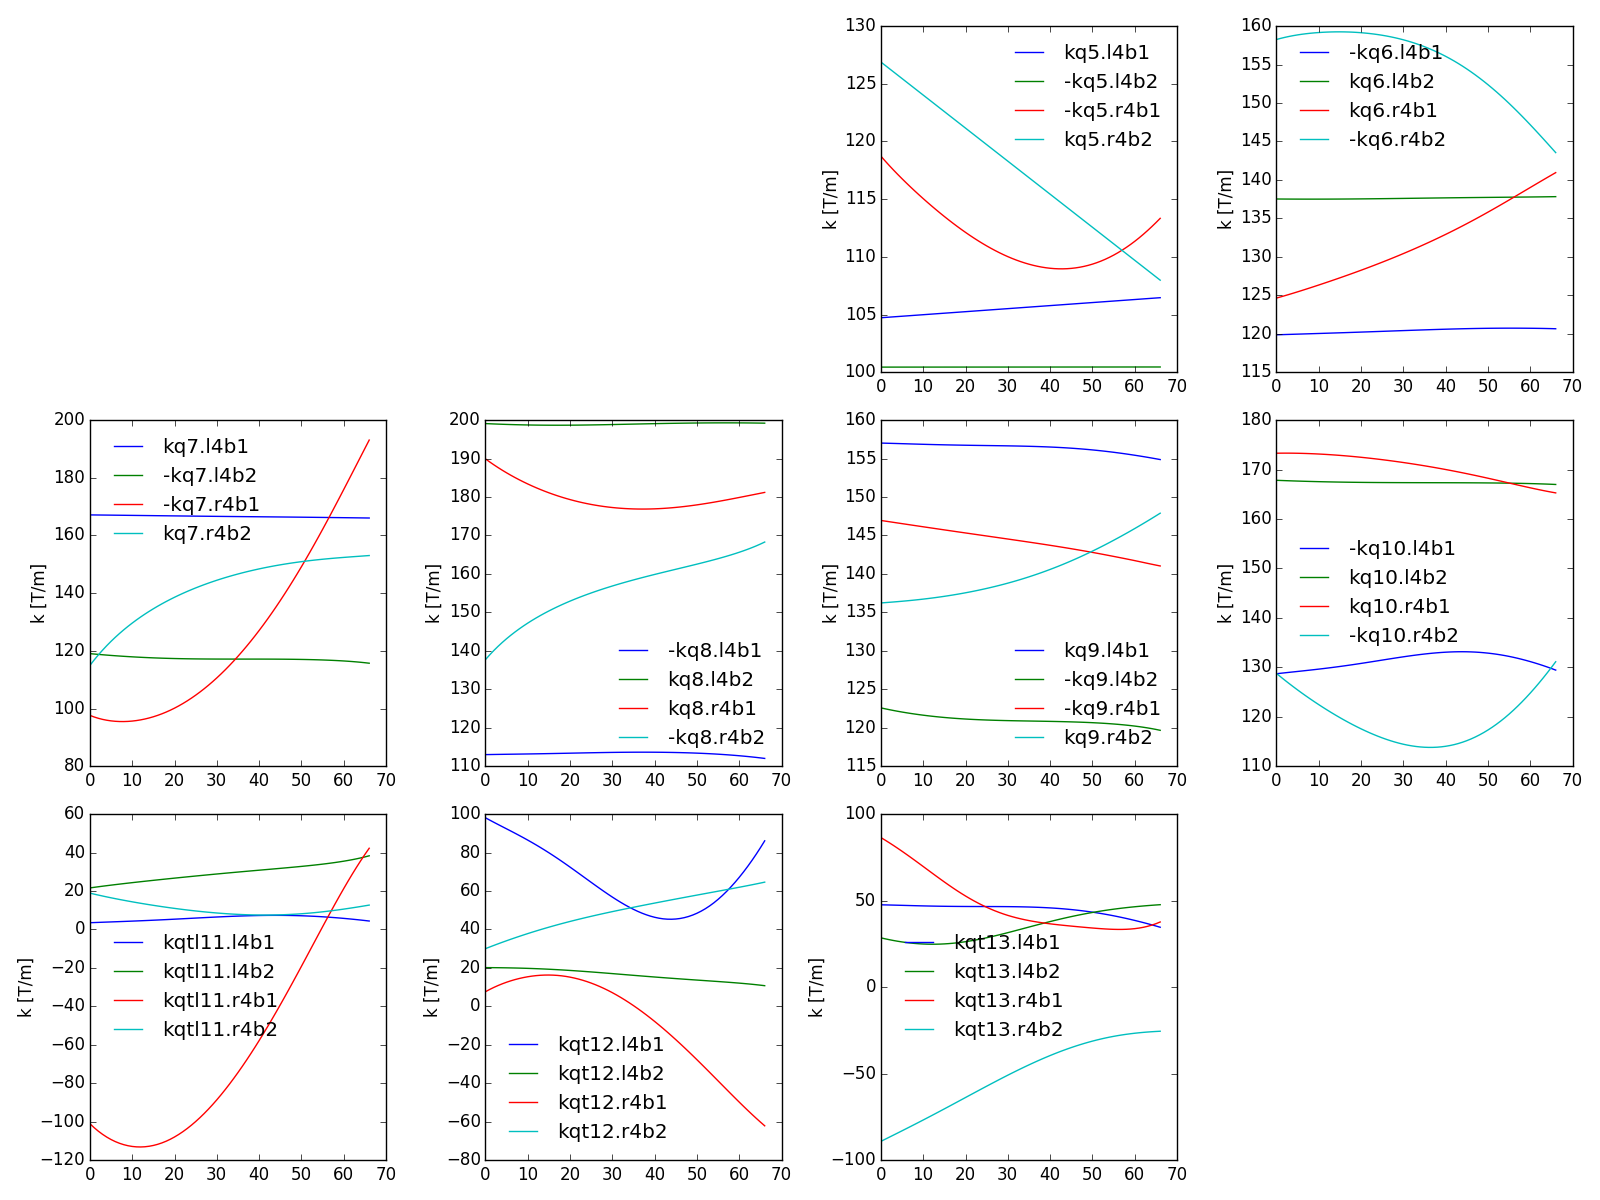 130
125
120
115
110
105
100
k [T/m]
kq5.l4b1
-kq5.l4b2
-kq5.r4b1
kq5.r4b2
0 10 20 30 40 50 60 70
160
155
150
145
140
135
130
125
120
115
k [T/m]
-kq6.l4b1
kq6.l4b2
kq6.r4b1
-kq6.r4b2
0 10 20 30 40 50 60 70
200
180
160
140
120
100
80
k [T/m]
kq7.l4b1
-kq7.l4b2
-kq7.r4b1
kq7.r4b2
0 10 20 30 40 50 60 70
200
190
180
170
160
150
140
130
120
110
k [T/m]
-kq8.l4b1
kq8.l4b2
kq8.r4b1
-kq8.r4b2
0 10 20 30 40 50 60 70
160
155
150
145
140
135
130
125
120
115
k [T/m]
kq9.l4b1
-kq9.l4b2
-kq9.r4b1
kq9.r4b2
0 10 20 30 40 50 60 70
180
170
160
150
140
130
120
110
k [T/m]
-kq10.l4b1
kq10.l4b2
kq10.r4b1
-kq10.r4b2
0 10 20 30 40 50 60 70
60
40
20
0
−20
−40
−60
−80
−100
−120
k [T/m]
kqtl11.l4b1
kqtl11.l4b2
kqtl11.r4b1
kqtl11.r4b2
0 10 20 30 40 50 60 70
100
80
60
40
20
0
−20
−40
−60
−80
k [T/m]
kqt12.l4b1
kqt12.l4b2
kqt12.r4b1
kqt12.r4b2
0 10 20 30 40 50 60 70
100
50
0
−50
−100
k [T/m]
kqt13.l4b1
kqt13.l4b2
kqt13.r4b1
kqt13.r4b2
0 10 20 30 40 50 60 70